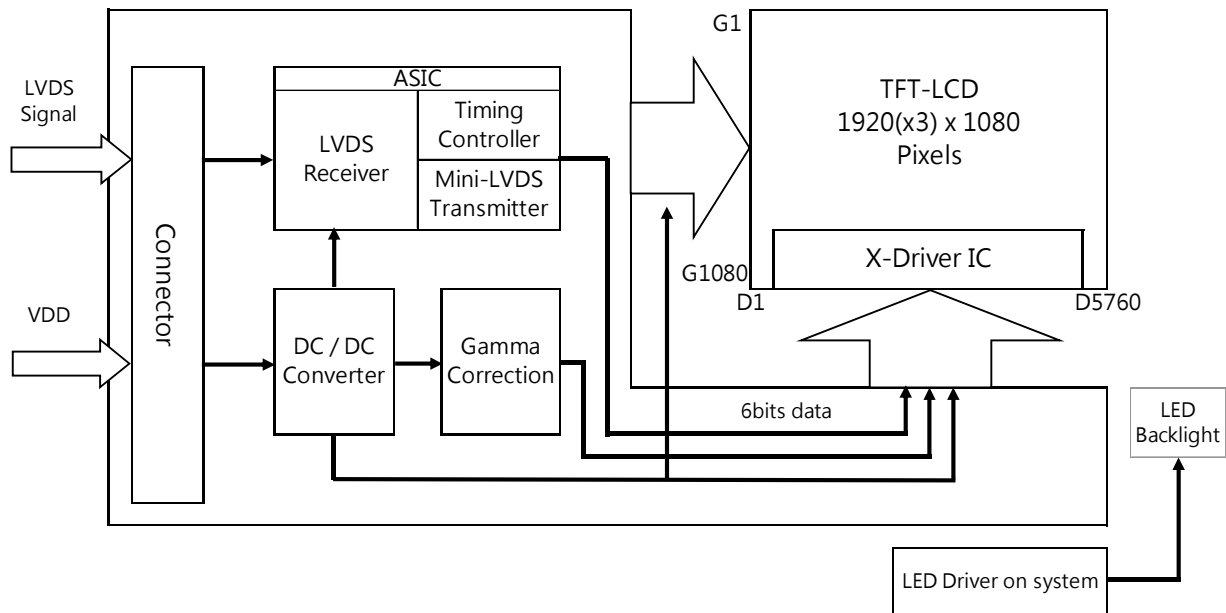 G1
TFT-LCD
1920(x3) x 1080
Pixels
LVDS
Signal
ASIC
LVDS
Receiver
Timing
Controller
Mini-LVDS
Transmitter
Connector
X-Driver IC
G1080
D1
D5760
VDD
DC / DC
Converter
Gamma
Correction
6bits data
LED
Backlight
LED Driver on system